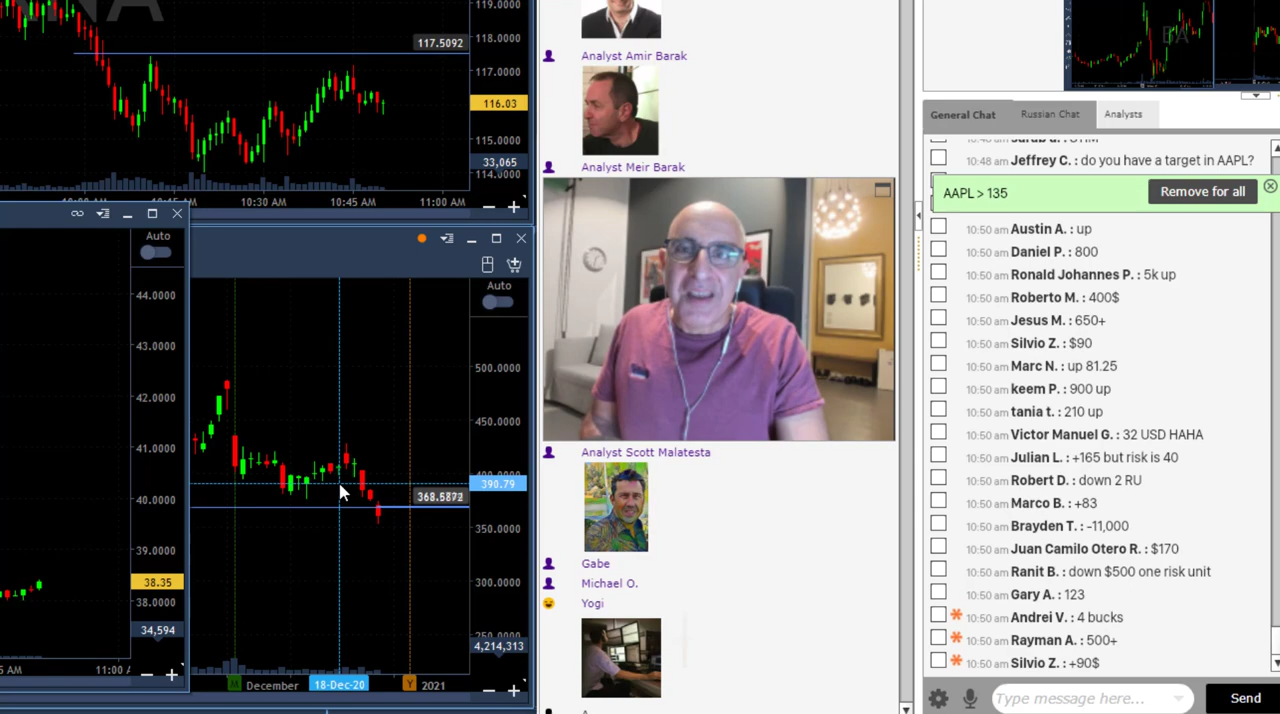 119.0000
118.0000
117.5092
117.0000
116.03
115.0000
33,065
114.0000
10:30 AM
10:45 AM
11:00 AM
Auto
44.0000
43.0000
42.0000
41.0000
40.0000
39.0000
38.35
38.0000
34,594
11:00
Auto
500.0000
450.0000
390.79
350.0000
300.0000
4,214,313
M
December
18-Dec-20
Y
2021
Analyst Amir Barak
Analyst Meir Barak
Analyst Scott Malatesta
Gabe
Michael O.
Yogi
BA
General Chat
Russian Chat
Analysts
10:48 am Jeffrey C. : do you have a target in AAPL?
AAPL > 135
Remove for all
10:50 am Austin A. : up
10:50 am Daniel P. : 800
10:50 am Ronald Johannes P. : 5k up
10:50 am Roberto M. : 400$
10:50 am Jesus M. : 650+
10:50 am Silvio Z. : $90
10:50 am Marc N. : up 81.25
10:50 am keem P. : 900 up
10:50 am tania t. : 210 up
10:50 am Victor Manuel G. : 32 USD HAHA
10:50 am Julian L. : +165 but risk is 40
10:50 am Robert D. : down 2 RU
10:50 am Marco B. : +83
10:50 am Brayden T. : -11,000
10:50 am Juan Camilo Otero R. : $170
10:50 am Ranit B. : down $500 one risk unit
10:50 am Gary A. : 123
10:50 am Andrei V. : 4 bucks
10:50 am Rayman A. : 500+
10:50 am Silvio Z. : +90$
Type message here...
Send